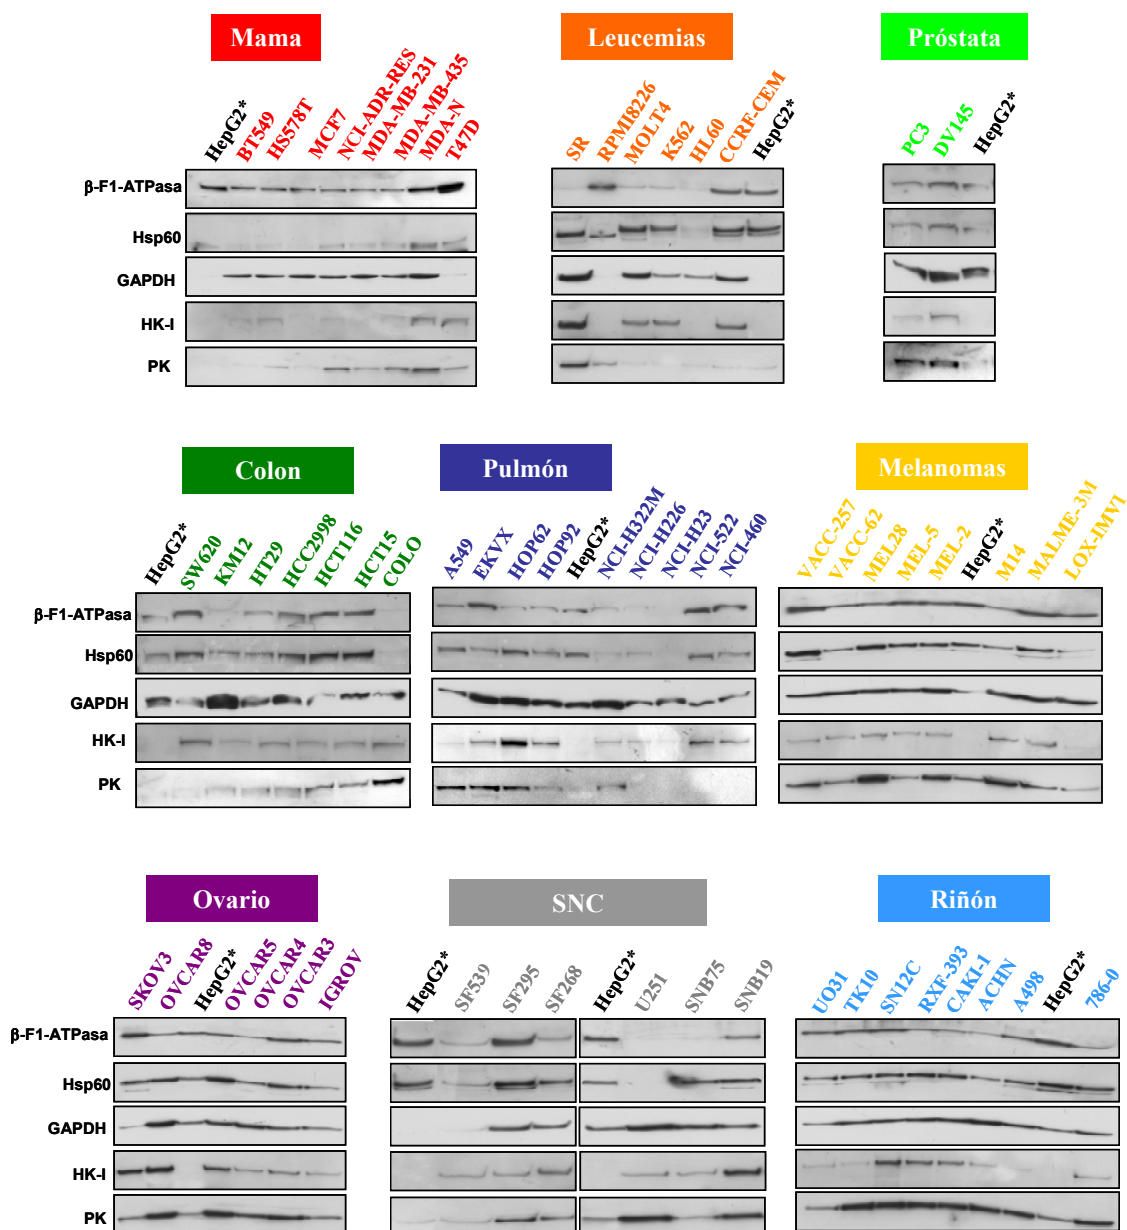 Mama
Leucemias
Próstata
HepG2*
BT549
HS578T
MCF7
NCI-ADR-RES
MDA-MB-231
MDA-MB-435
MDA-N
T47D
SR
RPMI8226
MOLT4
K562
HL60
CCRF-CEM
HepG2*
PC3
DV145
HepG2*
β-F1-ATPasa
Hsp60
GAPDH
HK-I
PK
Colon
Pulmón
Melanomas
HepG2*
SW620
KM12
HT29
HCC2998
HCT116
HCT15
COLO
A549
EKVX
HOP62
HOP92
HepG2*
NCI-H322M
NCI-H226
NCI-H23
NCI-522
NCI-460
VACC-257
VACC-62
MEL28
MEL-5
MEL-2
HepG2*
M14
MALME-3M
LOX-IMVI
β-F1-ATPasa
Hsp60
GAPDH
HK-I
PK
Ovario
SNC
Riñón
SKOV3
OVCAR8
HepG2*
OVCAR5
OVCAR4
OVCAR3
IGROV
HepG2*
SF539
SF295
SF268
HepG2*
U251
SNB75
SNB19
UO31
TK10
SN12C
RXF-393
CAKI-1
ACHN
A498
HepG2*
786-0
β-F1-ATPasa
Hsp60
GAPDH
HK-I
PK